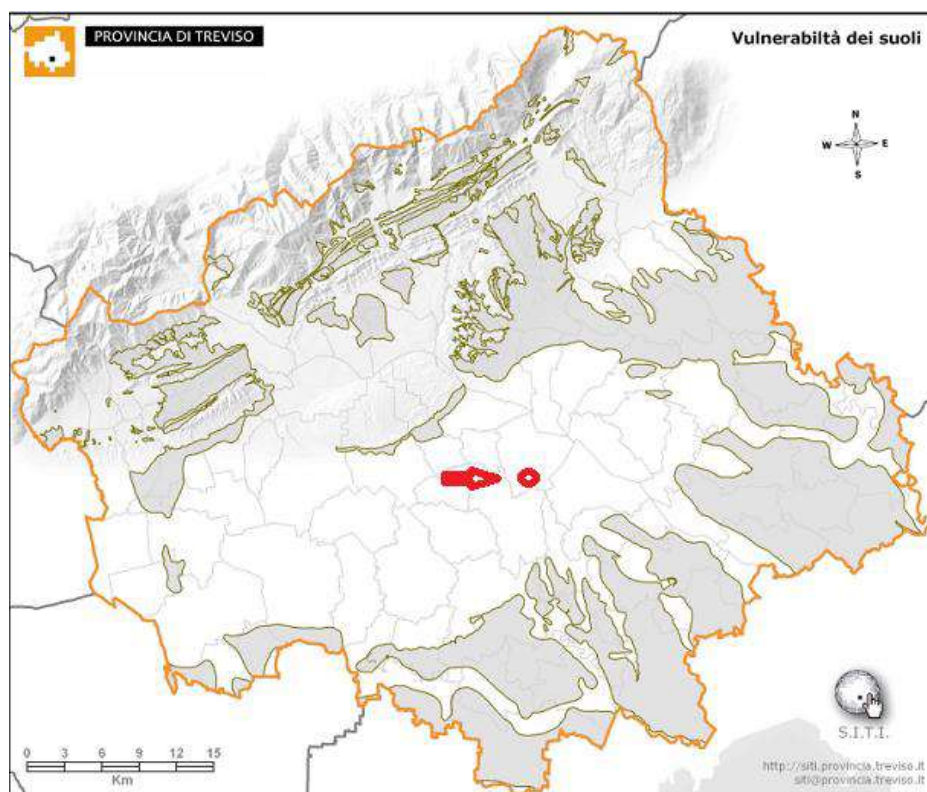 PROVINCIA DI TREVISO
Vulnerabiltà dei suoli
N
W E
S
0 3 6 9 12 15
Km
S.I.T.I.
http://siti.provincia.treviso.it
siti@provincia.treviso.it